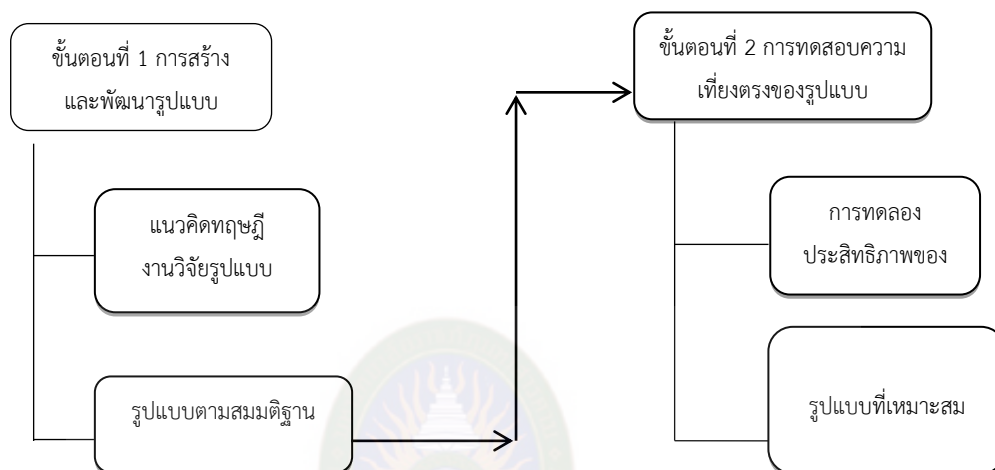 ขั้นตอนที่ 1 การสร้าง
และพัฒนารูปแบบ
แนวคิดทฤษฎี
งานวิจัยรูปแบบ
รูปแบบตามสมมติฐาน
ขั้นตอนที่ 2 การทดสอบความ
เที่ยงตรงของรูปแบบ
การทดลอง
ประสิทธิภาพของ
รูปแบบที่เหมาะสม